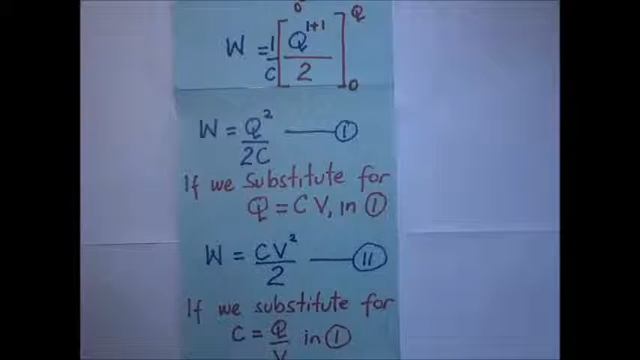 W = 1/C [Q^(1+1)/2]_0^Q
W = Q²/2C —— (I)
If we substitute for
Q = C V, in (I)
W = CV²/2 —— (II)
If we substitute for
C = Q/V in (I)